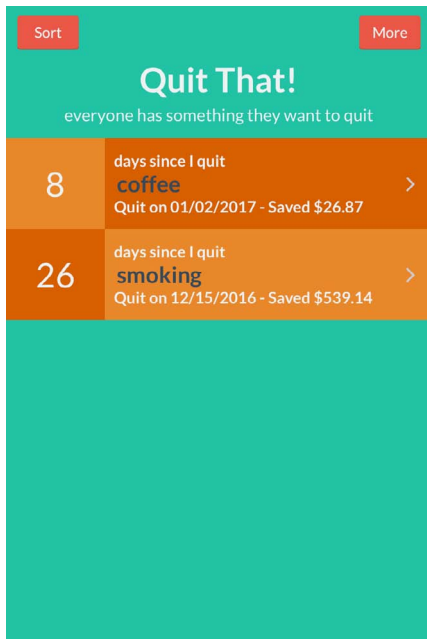 Sort
More
Quit That!
everyone has something they want to quit
8
days since I quit
coffee
Quit on 01/02/2017 - Saved $26.87
26
days since I quit
smoking
Quit on 12/15/2016 - Saved $539.14